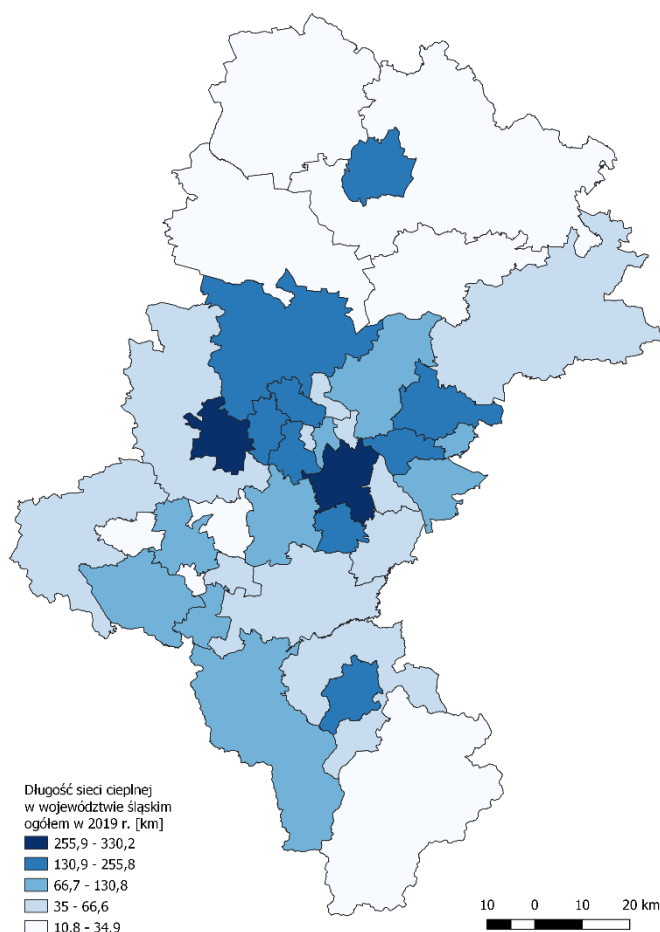 Długość sieci cieplnej
w województwie śląskim
ogółem w 2019 r. [km]
255,9 - 330,2
130,9 - 255,8
66,7 - 130,8
35 - 66,6
10,8 - 34,9
10 0 10 20 km